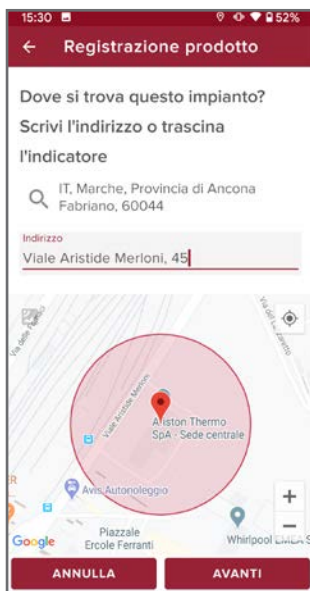 15:30
52%
Registrazione prodotto
Dove si trova questo impianto?
Scrivi l'indirizzo o trascina
l'indicatore
IT, Marche, Provincia di Ancona
Fabriano, 60044
Indirizzo
Viale Aristide Merloni, 45
Viale Aristide Merloni
Ariston Thermo
SpA - Sede centrale
Avis Autonoleggio
Piazzale
Ercole Ferranti
Whirlpool EMEA S
+
−
Google
ANNULLA
AVANTI